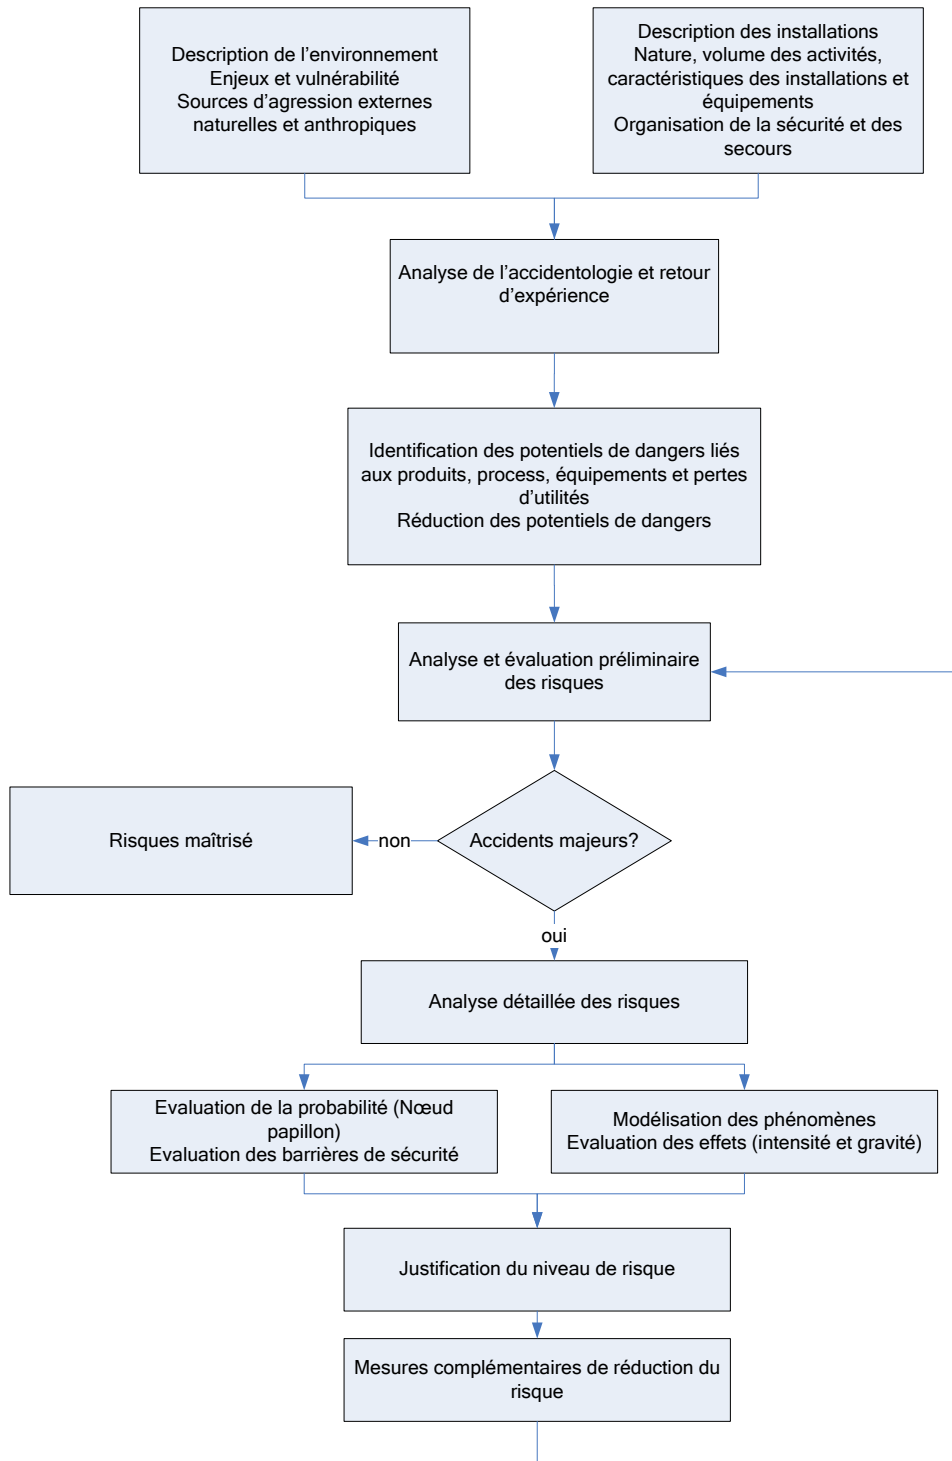 Description de l’environnement
Enjeux et vulnérabilité
Sources d’agression externes
naturelles et anthropiques
Description des installations
Nature, volume des activités,
caractéristiques des installations et
équipements
Organisation de la sécurité et des
secours
Analyse de l’accidentologie et retour
d’expérience
Identification des potentiels de dangers liés
aux produits, process, équipements et pertes
d’utilités
Réduction des potentiels de dangers
Analyse et évaluation préliminaire
des risques
Risques maîtrisé
non
Accidents majeurs?
oui
Analyse détaillée des risques
Evaluation de la probabilité (Nœud
papillon)
Evaluation des barrières de sécurité
Modélisation des phénomènes
Evaluation des effets (intensité et gravité)
Justification du niveau de risque
Mesures complémentaires de réduction du
risque